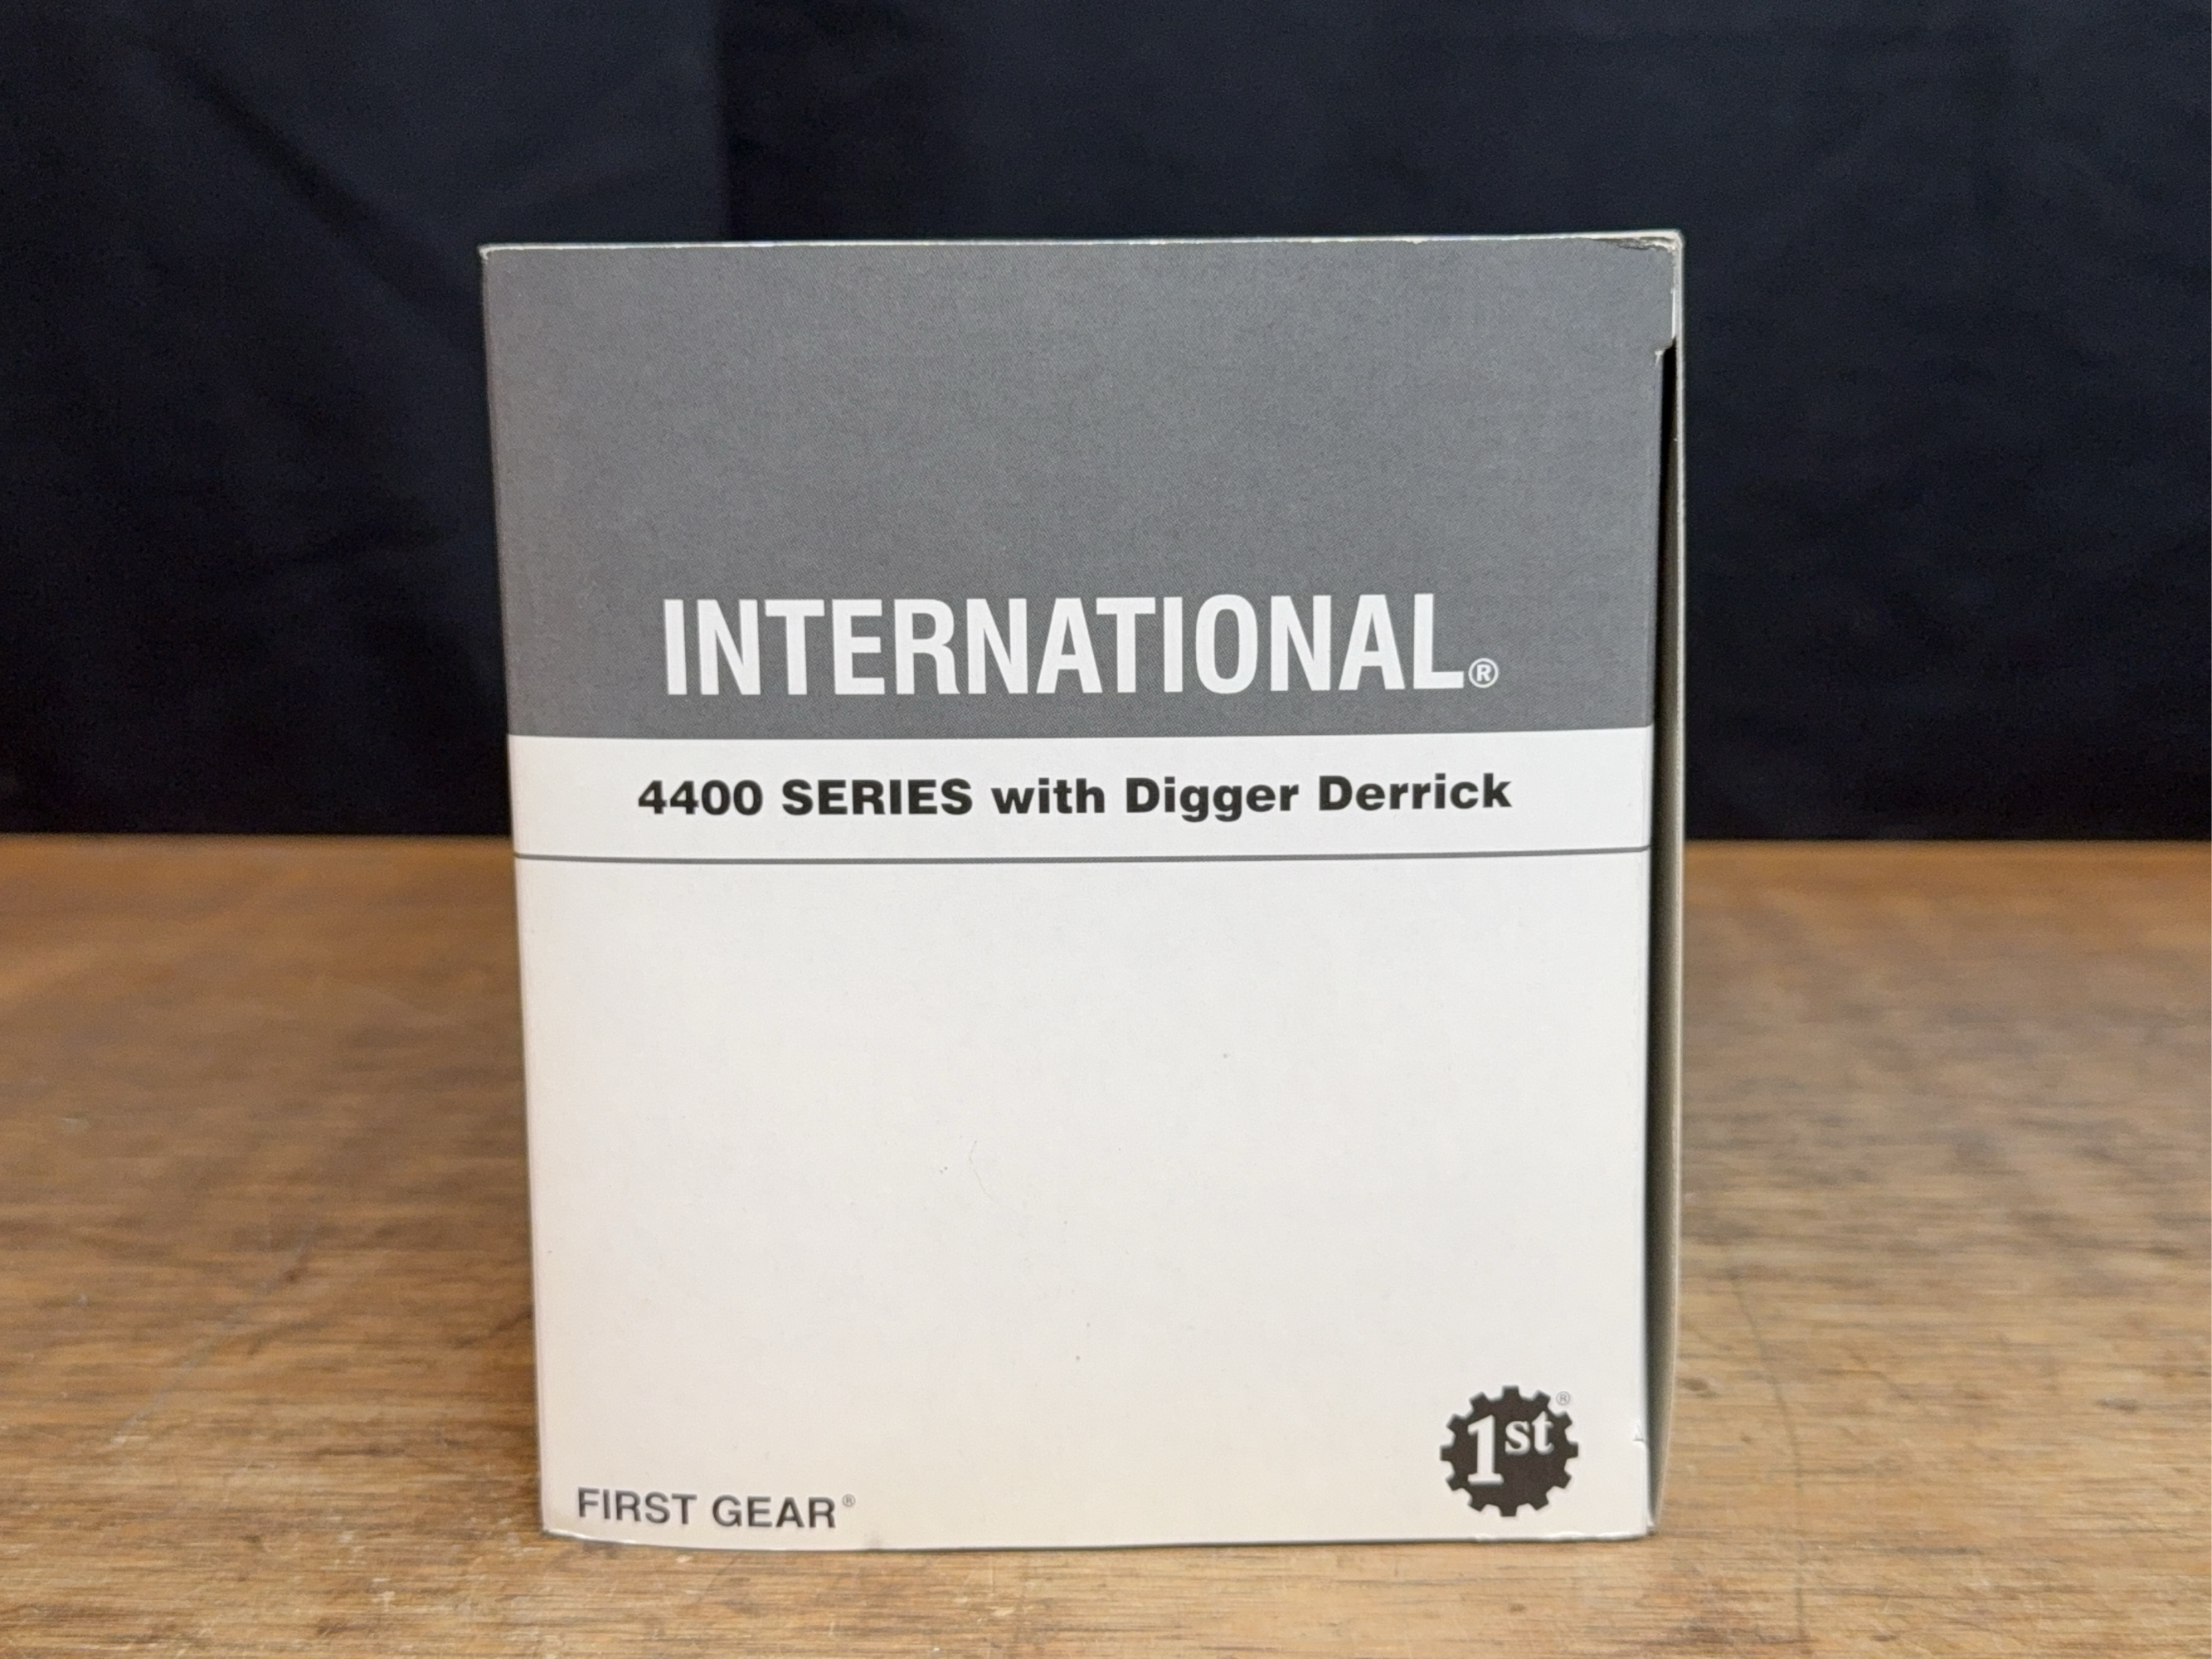 INTERNATIONAL®
4400 SERIES with Digger Derrick
1st®
FIRST GEAR®